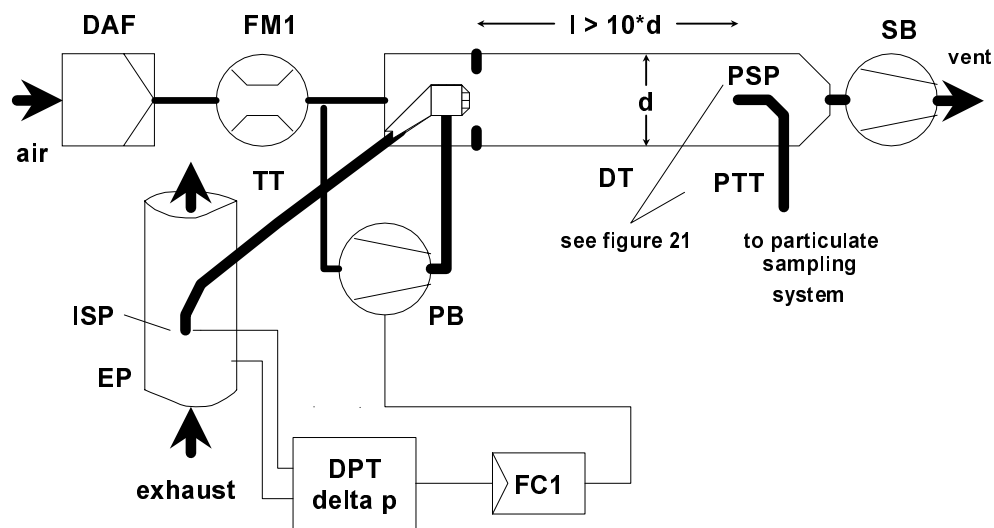 DAF
FM1
l > 10*d
SB
vent
PSP
d
air
TT
DT
PTT
see figure 21
to particulate
sampling
system
ISP
PB
EP
DPT
delta p
FC1
exhaust